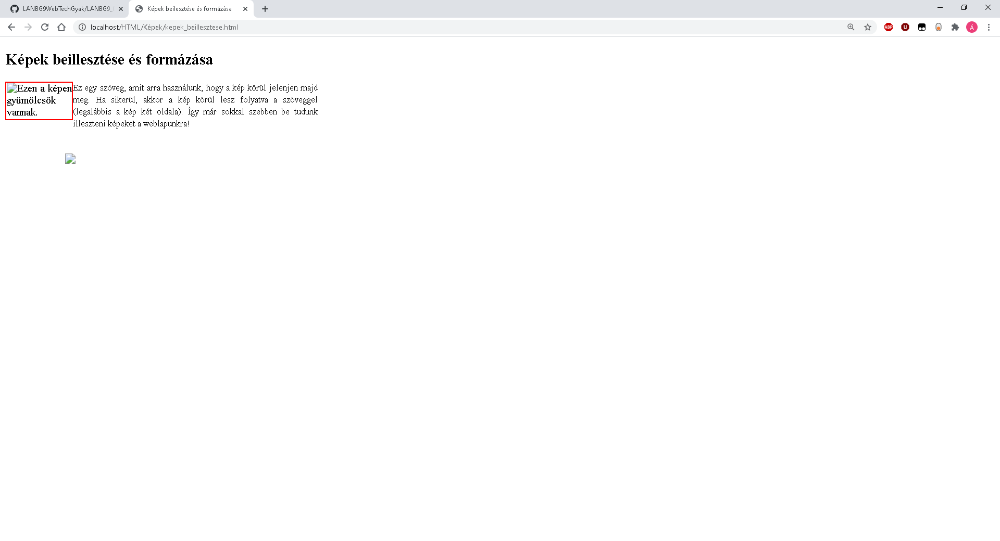 LANBG9WebTechGyak/LANBG9_
Képek beilesztése és formázása
localhost/HTML/Képek/kepek_beillesztese.html
ABP
U
Á
Képek beillesztése és formázása
Ezen a képen
gyümölcsök
vannak.
Ez egy szöveg, amit arra használunk, hogy a kép körül jelenjen majd
meg. Ha sikerül, akkor a kép körül lesz folyatva a szöveggel
(legalábbis a kép két oldala). Így már sokkal szebben be tudunk
illeszteni képeket a weblapunkra!